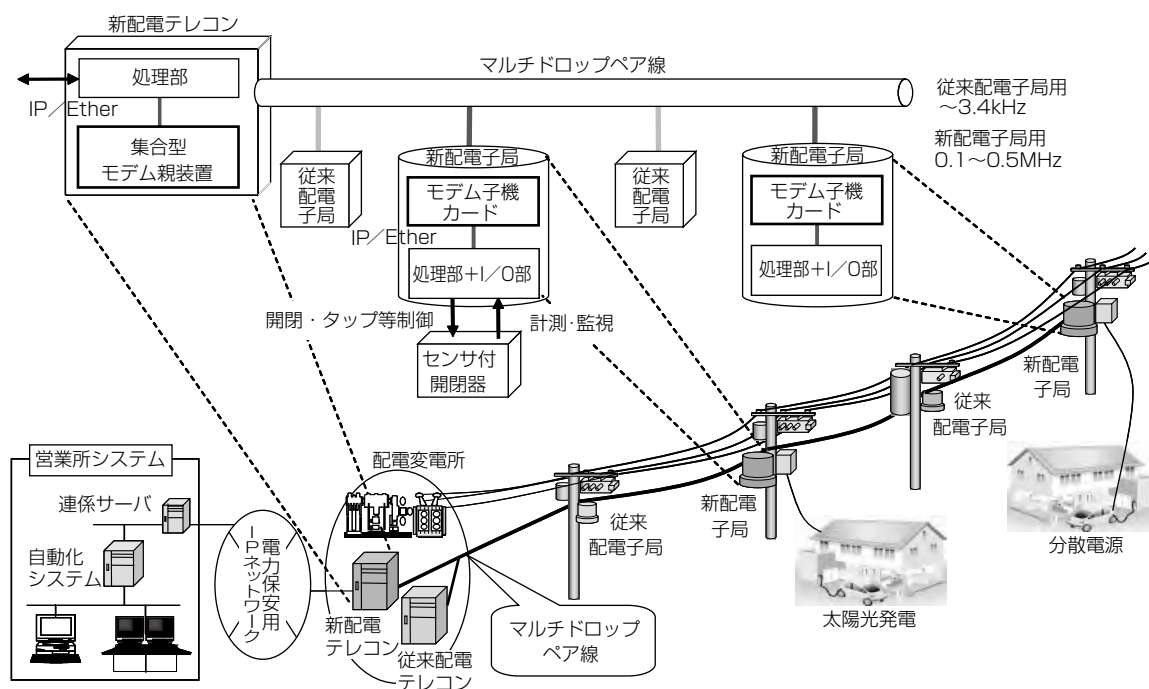 新配電テレコン
処理部
IP／Ether
集合型
モデム親装置
マルチドロップペア線
従来配電子局用
～3.4kHz
新配電子局用
0.1～0.5MHz
従来
配電
子局
新配電子局
モデム子機
カード
IP／Ether
処理部+I／O部
開閉・タップ等制御
計測･監視
センサ付
開閉器
従来
配電
子局
新配電子局
モデム子機
カード
処理部+I／O部
新配電
子局
従来
配電子局
新配電
子局
従来
配電子局
分散電源
太陽光発電
配電変電所
営業所システム
連係サーバ
自動化
システム
電力保安用
IPネットワーク
新配電
テレコン
従来配電
テレコン
マルチドロップ
ペア線